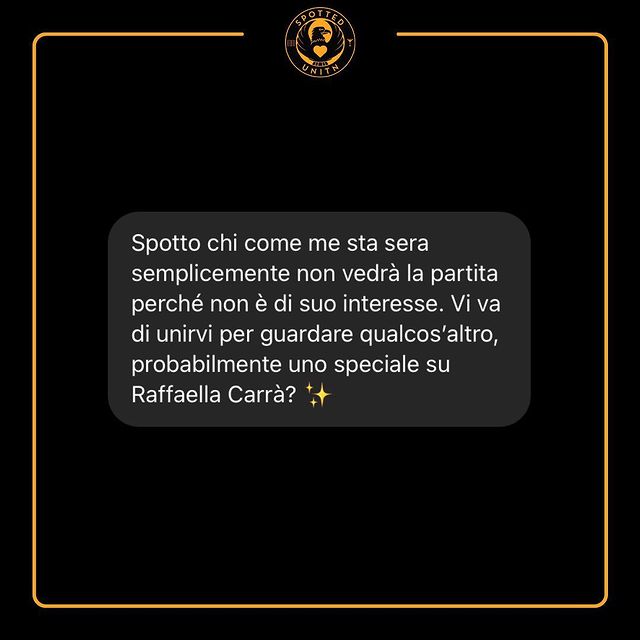 SPOTTED
UNITN
Spotto chi come me sta sera
semplicemente non vedrà la partita
perché non è di suo interesse. Vi va
di unirvi per guardare qualcos’altro,
probabilmente uno speciale su
Raffaella Carrà? ✨